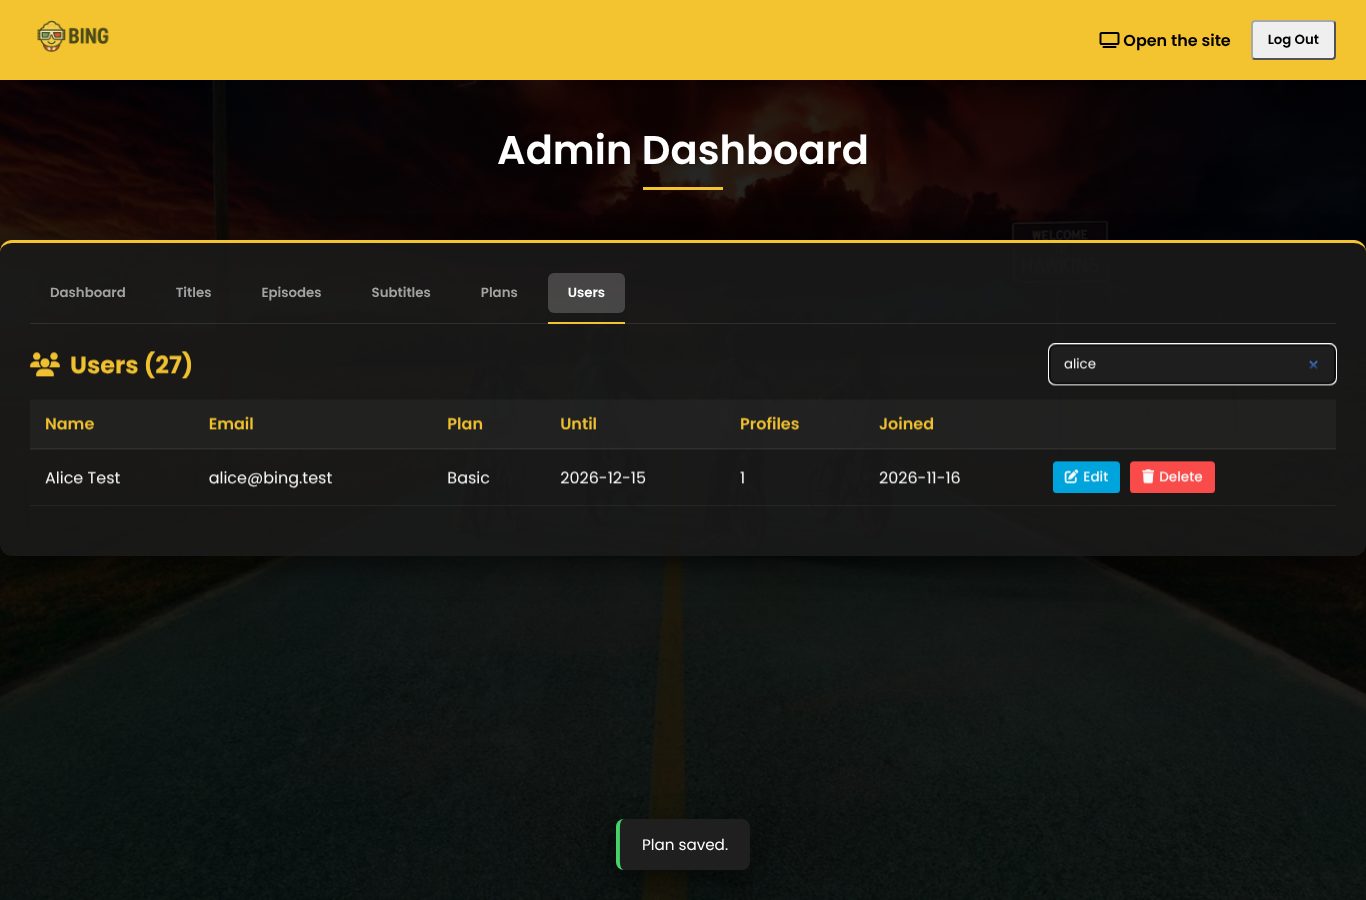 BING
Open the site
Log Out
Admin Dashboard
WELCOME
HAWKINS
Dashboard
Titles
Episodes
Subtitles
Plans
Users
Users (27)
alice
Name
Email
Plan
Until
Profiles
Joined
Alice Test
alice@bing.test
Basic
2026-12-15
1
2026-11-16
Edit
Delete
Plan saved.